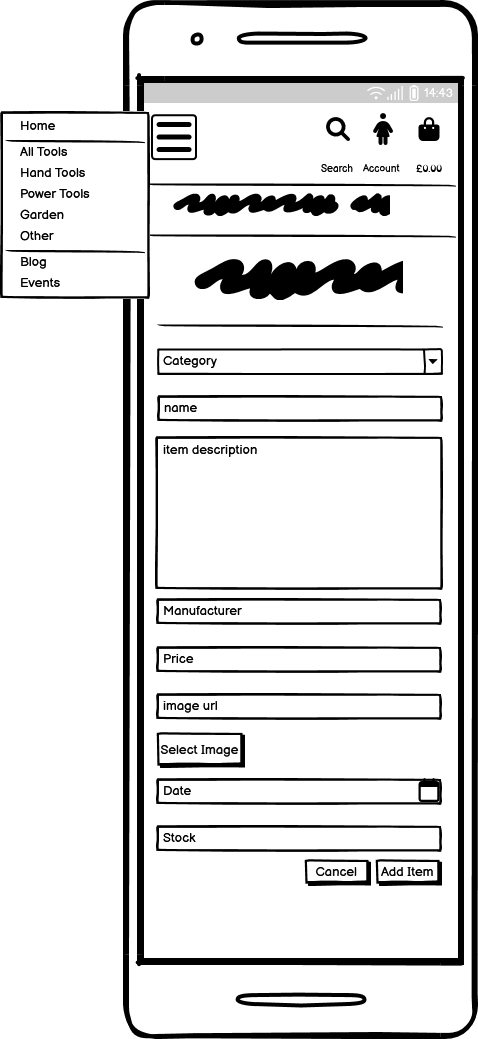 14:43
Home
All Tools
Hand Tools
Power Tools
Garden
Other
Blog
Events
Search Account £0.00
Category
name
item description
Manufacturer
Price
image url
Select Image
Date
Stock
Cancel Add Item